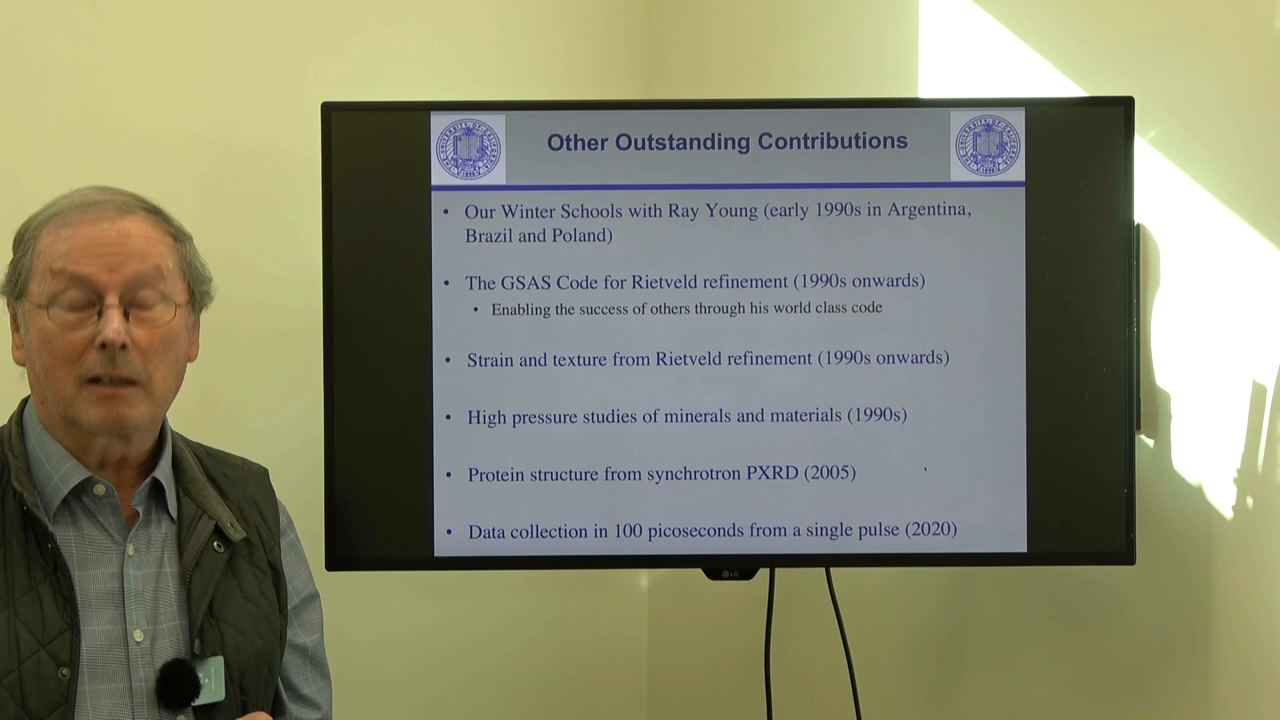 Other Outstanding Contributions
• Our Winter Schools with Ray Young (early 1990s in Argentina,
Brazil and Poland)
• The GSAS Code for Rietveld refinement (1990s onwards)
• Enabling the success of others through his world class code
• Strain and texture from Rietveld refinement (1990s onwards)
• High pressure studies of minerals and materials (1990s)
• Protein structure from synchrotron PXRD (2005)
• Data collection in 100 picoseconds from a single pulse (2020)
LG